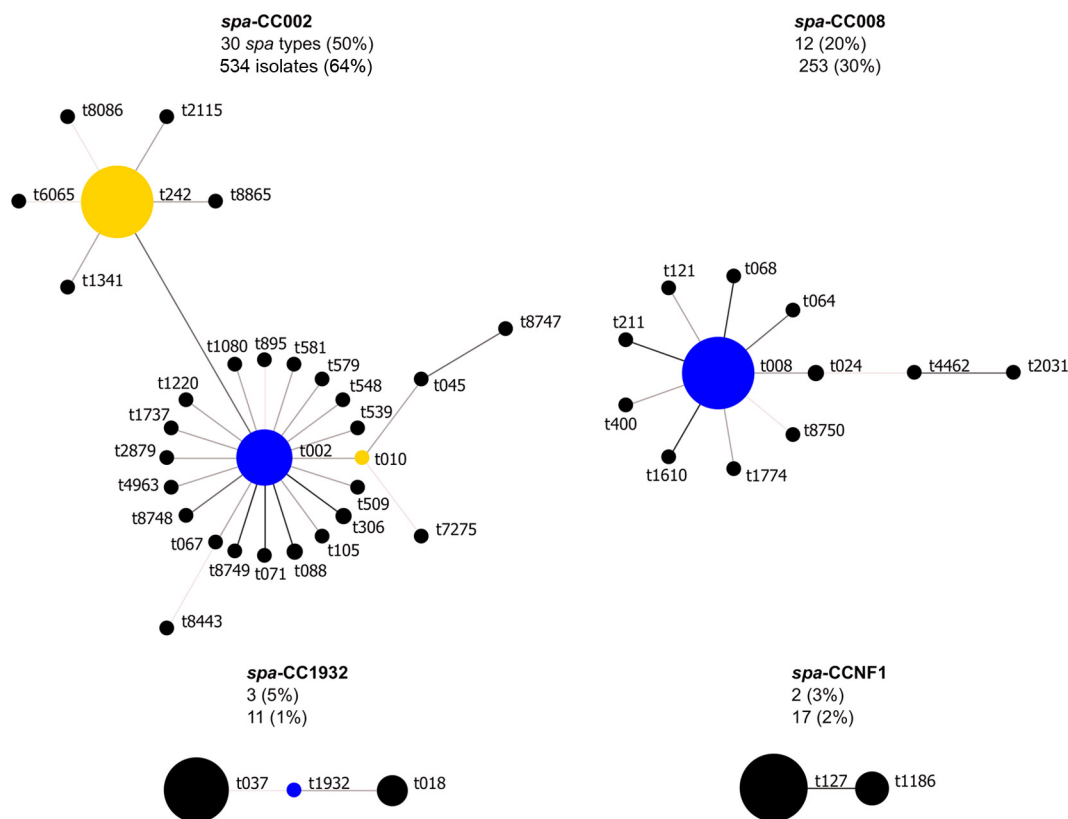 spa-CC002
30 spa types (50%)
534 isolates (64%)
spa-CC008
12 (20%)
253 (30%)
t8086
t2115
t6065
t242
t8865
t1341
t8747
t1080
t895
t581
t579
t045
t1220
t548
t1737
t539
t2879
t002
t010
t4963
t509
t8748
t306
t067
t105
t7275
t8749
t071
t088
t8443
t121
t068
t064
t211
t008
t024
t4462
t2031
t400
t8750
t1610
t1774
spa-CC1932
3 (5%)
11 (1%)
t037
t1932
t018
spa-CCNF1
2 (3%)
17 (2%)
t127
t1186